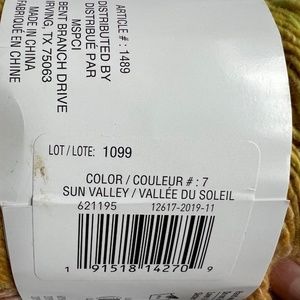 ARTICLE # : 1489
DISTRIBUTED BY
DISTRIBUÉ PAR
MSPCI
BENT BRANCH DRIVE
IRVING, TX 75063
MADE IN CHINA
FABRIQUÉ EN CHINE
LOT / LOTE: 1099
COLOR / COULEUR # : 7
SUN VALLEY / VALLÉE DU SOLEIL
621195 12617-2019-11
1 91518 14270 9